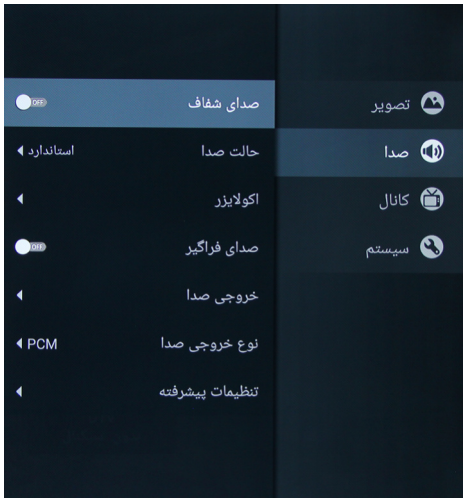 تصویر
صدا
کانال
سیستم
صدای شفاف OFF
حالت صدا استاندارد
اکولایزر
صدای فراگیر OFF
خروجی صدا
نوع خروجی صدا PCM
تنظیمات پیشرفته